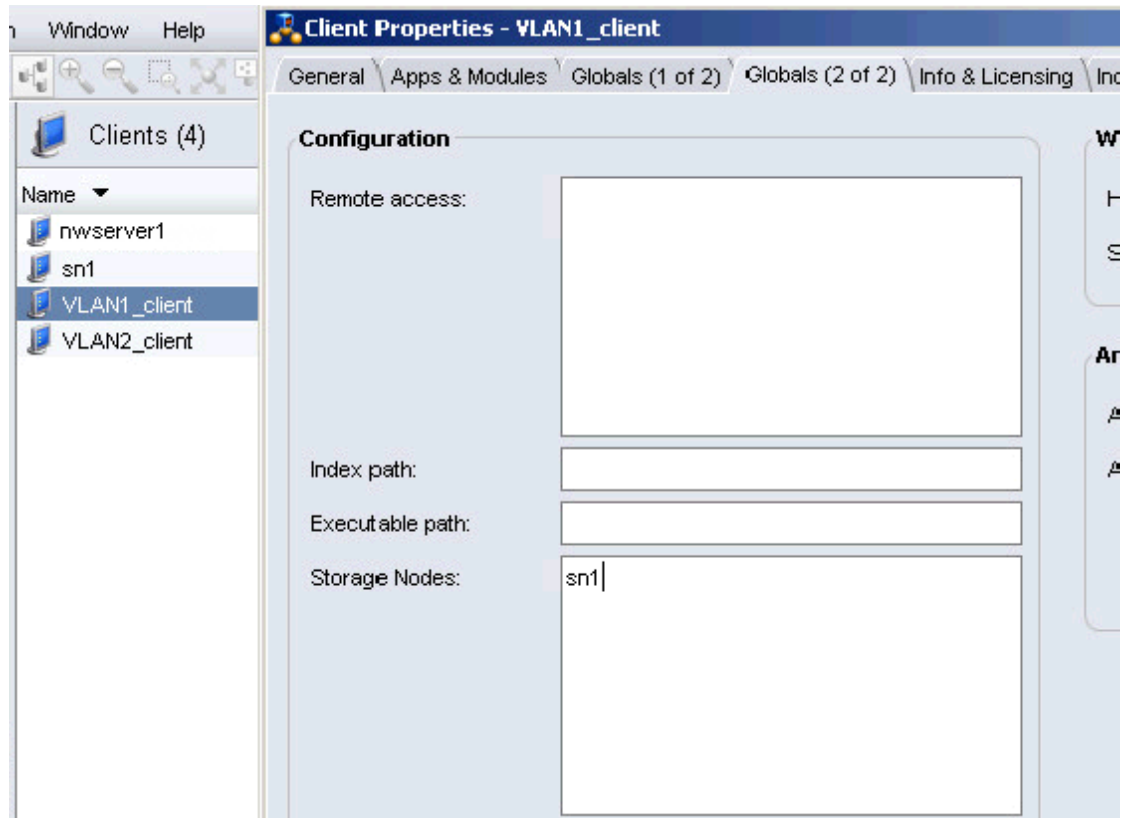 Window Help
Client Properties - VLAN1_client
General Apps & Modules Globals (1 of 2) Globals (2 of 2) Info & Licensing
Clients (4)
Configuration
Name
Remote access:
nwserver1
sn1
VLAN1_client
VLAN2_client
Index path:
Executable path:
Storage Nodes:
sn1